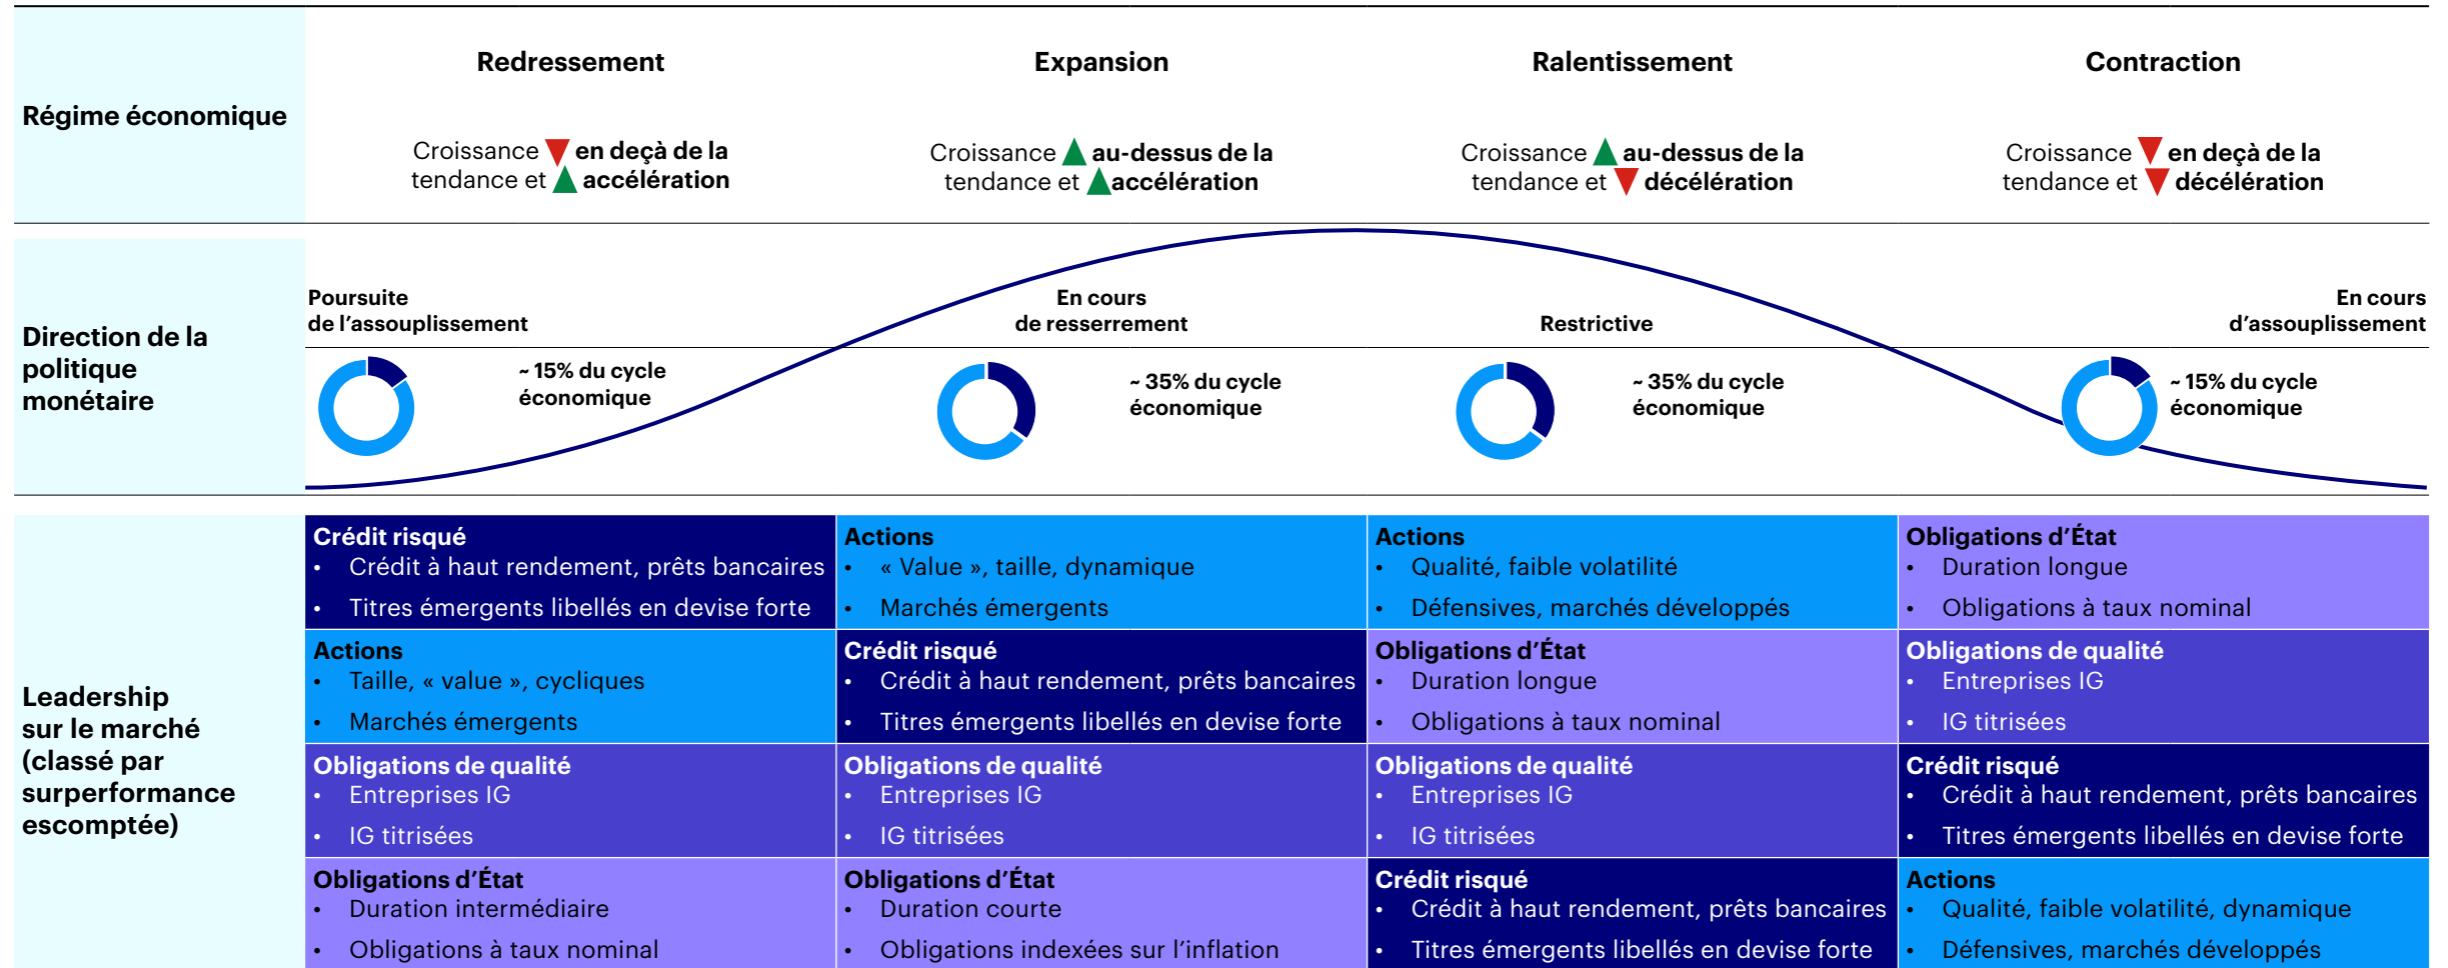 Régime économique
Redressement
Croissance ▼ en deçà de la
tendance et ▲ accélération
Expansion
Croissance ▲ au-dessus de la
tendance et ▲ accélération
Ralentissement
Croissance ▲ au-dessus de la
tendance et ▼ décélération
Contraction
Croissance ▼ en deçà de la
tendance et ▼ décélération
Direction de la
politique
monétaire
Poursuite
de l’assouplissement
~ 15% du cycle
économique
En cours
de resserrement
~ 35% du cycle
économique
Restrictive
~ 35% du cycle
économique
En cours
d’assouplissement
~ 15% du cycle
économique
Leadership
sur le marché
(classé par
surperformance
escomptée)
Crédit risqué
• Crédit à haut rendement, prêts bancaires
• Titres émergents libellés en devise forte
Actions
• « Value », taille, dynamique
• Marchés émergents
Actions
• Qualité, faible volatilité
• Défensives, marchés développés
Obligations d’État
• Duration longue
• Obligations à taux nominal
Actions
• Taille, « value », cycliques
• Marchés émergents
Crédit risqué
• Crédit à haut rendement, prêts bancaires
• Titres émergents libellés en devise forte
Obligations d’État
• Duration longue
• Obligations à taux nominal
Obligations de qualité
• Entreprises IG
• IG titrisées
Obligations de qualité
• Entreprises IG
• IG titrisées
Obligations de qualité
• Entreprises IG
• IG titrisées
Obligations de qualité
• Entreprises IG
• IG titrisées
Crédit risqué
• Crédit à haut rendement, prêts bancaires
• Titres émergents libellés en devise forte
Obligations d’État
• Duration intermédiaire
• Obligations à taux nominal
Obligations d’État
• Duration courte
• Obligations indexées sur l’inflation
Crédit risqué
• Crédit à haut rendement, prêts bancaires
• Titres émergents libellés en devise forte
Actions
• Qualité, faible volatilité, dynamique
• Défensives, marchés développés